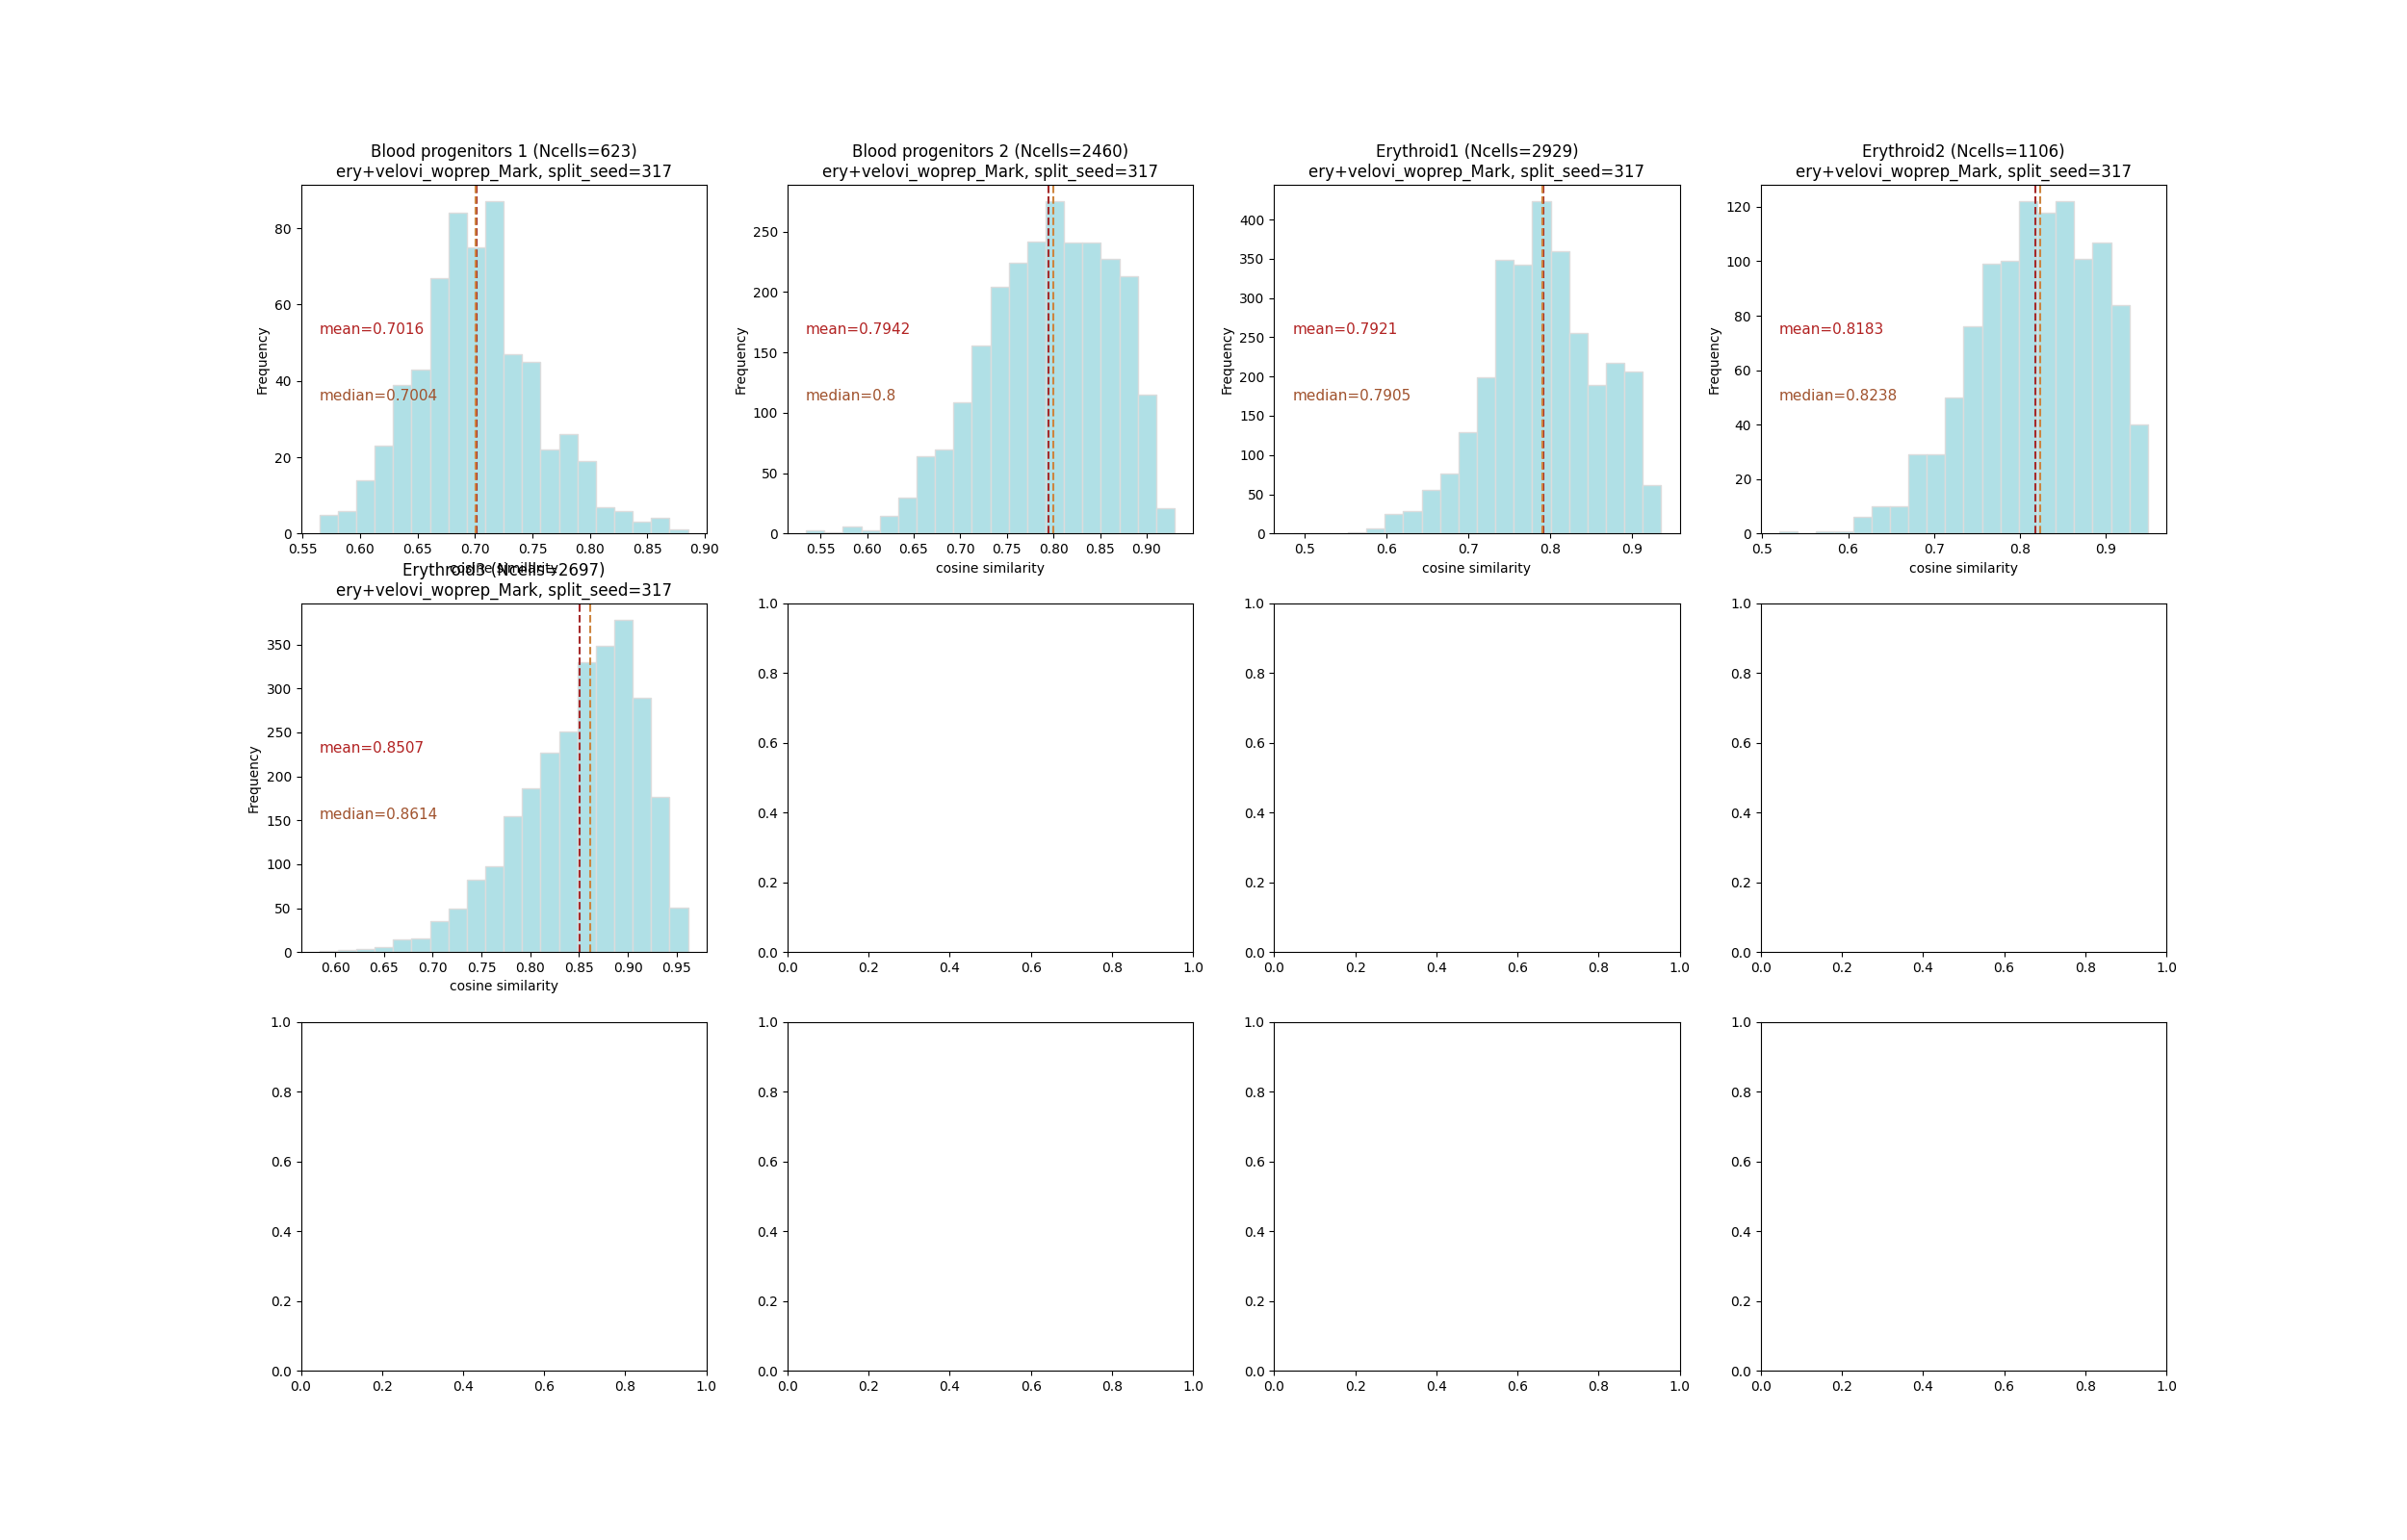 Blood progenitors 1 (Ncells=623)
ery+velovi_woprep_Mark, split_seed=317
Frequency
80
60
40
20
0
mean=0.7016
median=0.7004
0.55 0.60 0.65 0.70 0.75 0.80 0.85 0.90
cosine similarity
Blood progenitors 2 (Ncells=2460)
ery+velovi_woprep_Mark, split_seed=317
Frequency
250
200
150
100
50
0
mean=0.7942
median=0.8
0.55 0.60 0.65 0.70 0.75 0.80 0.85 0.90
cosine similarity
Erythroid1 (Ncells=2929)
ery+velovi_woprep_Mark, split_seed=317
Frequency
400
350
300
250
200
150
100
50
0
mean=0.7921
median=0.7905
0.5 0.6 0.7 0.8 0.9
cosine similarity
Erythroid2 (Ncells=1106)
ery+velovi_woprep_Mark, split_seed=317
Frequency
120
100
80
60
40
20
0
mean=0.8183
median=0.8238
0.5 0.6 0.7 0.8 0.9
cosine similarity
Erythroid3 (Ncells=2697)
ery+velovi_woprep_Mark, split_seed=317
Frequency
350
300
250
200
150
100
50
0
mean=0.8507
median=0.8614
0.60 0.65 0.70 0.75 0.80 0.85 0.90 0.95
cosine similarity
1.0
0.8
0.6
0.4
0.2
0.0
0.0 0.2 0.4 0.6 0.8 1.0
1.0
0.8
0.6
0.4
0.2
0.0
0.0 0.2 0.4 0.6 0.8 1.0
1.0
0.8
0.6
0.4
0.2
0.0
0.0 0.2 0.4 0.6 0.8 1.0
1.0
0.8
0.6
0.4
0.2
0.0
0.0 0.2 0.4 0.6 0.8 1.0
1.0
0.8
0.6
0.4
0.2
0.0
0.0 0.2 0.4 0.6 0.8 1.0
1.0
0.8
0.6
0.4
0.2
0.0
0.0 0.2 0.4 0.6 0.8 1.0
1.0
0.8
0.6
0.4
0.2
0.0
0.0 0.2 0.4 0.6 0.8 1.0